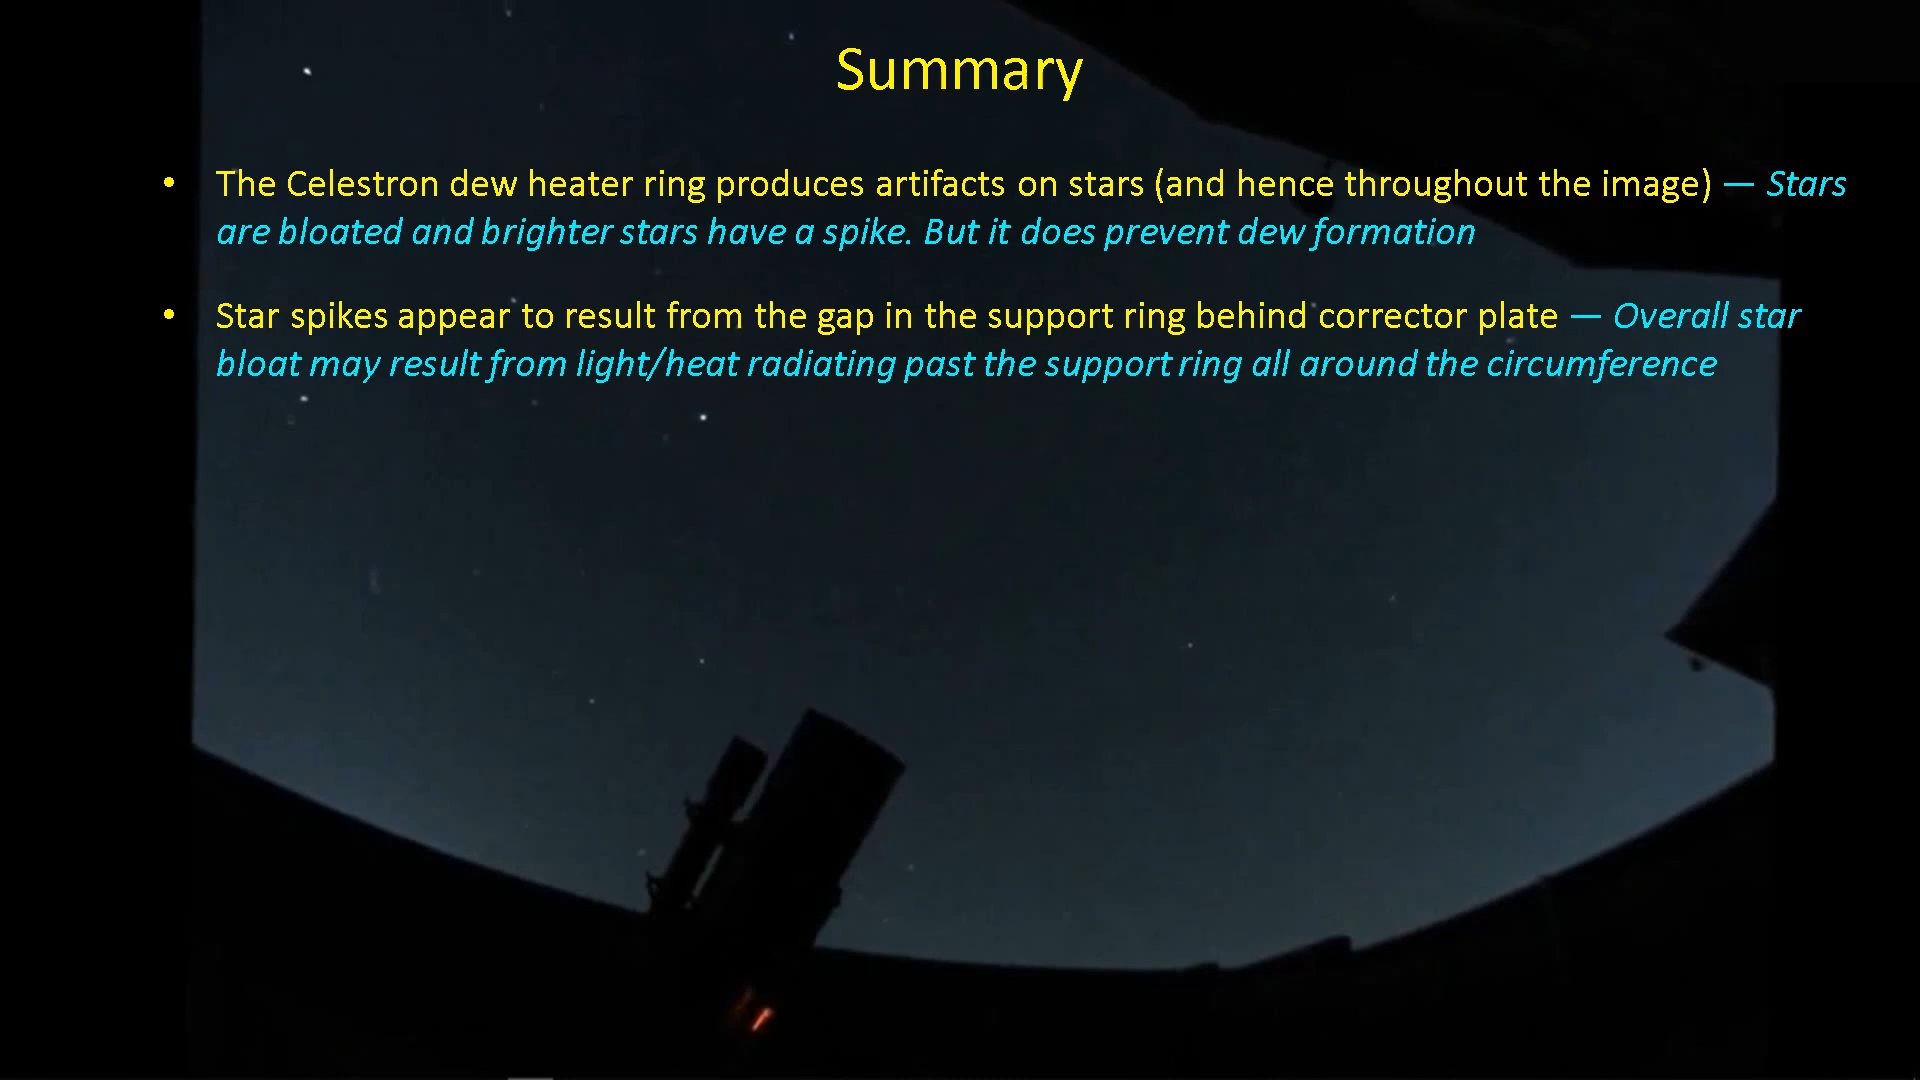 Summary
• The Celestron dew heater ring produces artifacts on stars (and hence throughout the image) — Stars
are bloated and brighter stars have a spike. But it does prevent dew formation
• Star spikes appear to result from the gap in the support ring behind corrector plate — Overall star
bloat may result from light/heat radiating past the support ring all around the circumference